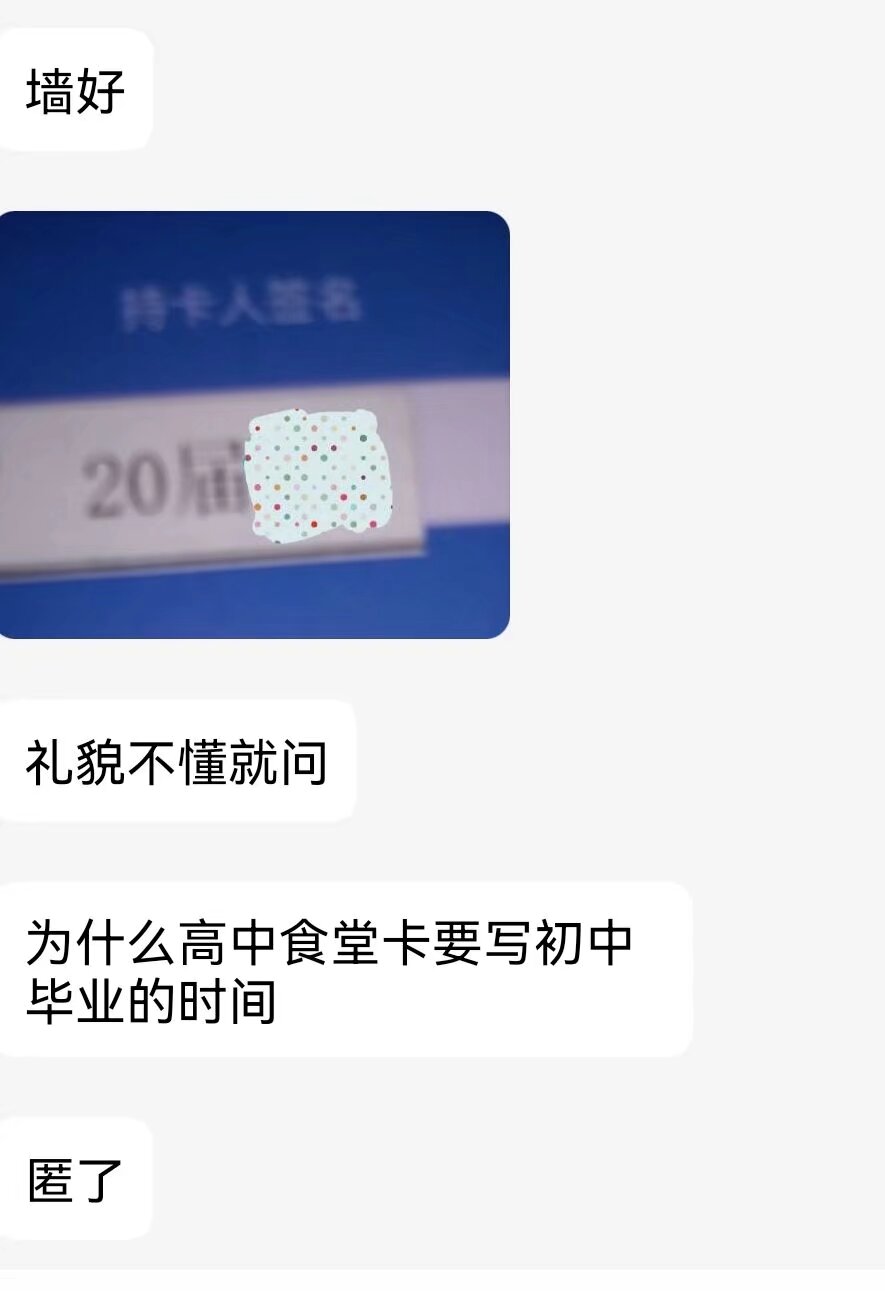 墙好
持卡人签名
20届
礼貌不懂就问
为什么高中食堂卡要写初中
毕业的时间
匿了